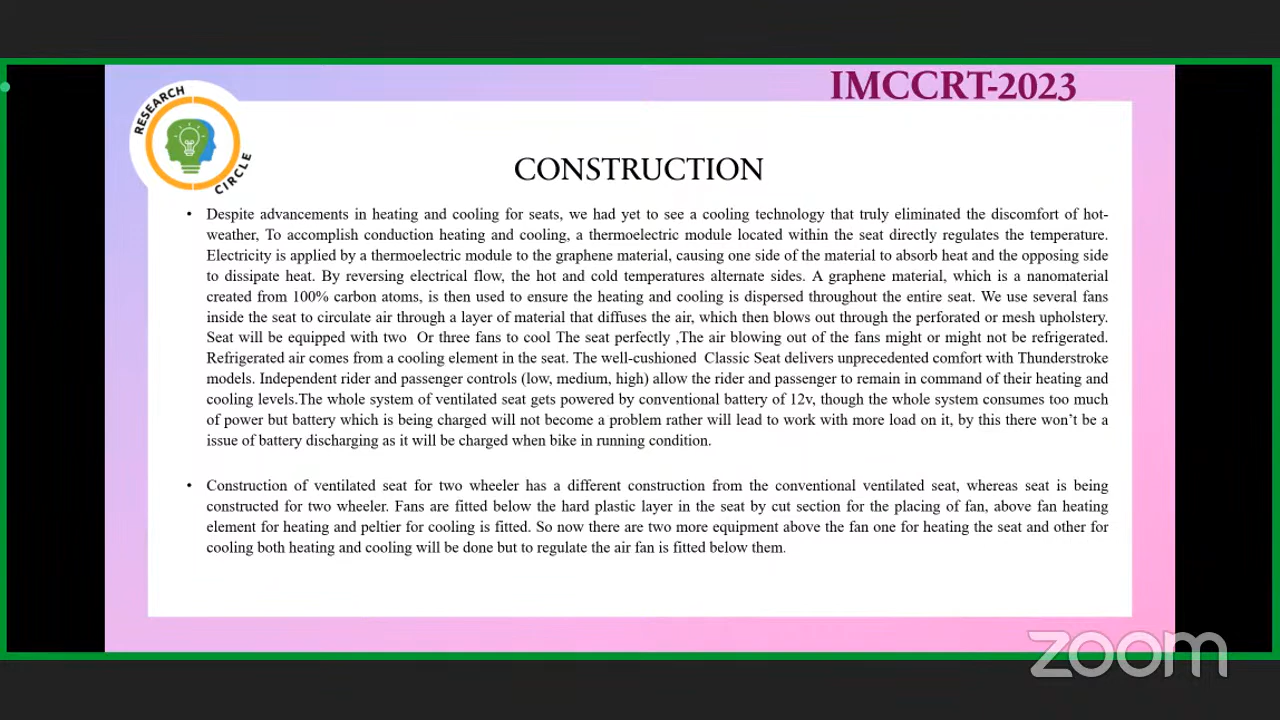 IMCCRT-2023
RESEARCH
CIRCLE
CONSTRUCTION
• Despite advancements in heating and cooling for seats, we had yet to see a cooling technology that truly eliminated the discomfort of hot-
weather, To accomplish conduction heating and cooling, a thermoelectric module located within the seat directly regulates the temperature.
Electricity is applied by a thermoelectric module to the graphene material, causing one side of the material to absorb heat and the opposing side
to dissipate heat. By reversing electrical flow, the hot and cold temperatures alternate sides. A graphene material, which is a nanomaterial
created from 100% carbon atoms, is then used to ensure the heating and cooling is dispersed throughout the entire seat. We use several fans
inside the seat to circulate air through a layer of material that diffuses the air, which then blows out through the perforated or mesh upholstery.
Seat will be equipped with two Or three fans to cool The seat perfectly ,The air blowing out of the fans might or might not be refrigerated.
Refrigerated air comes from a cooling element in the seat. The well-cushioned Classic Seat delivers unprecedented comfort with Thunderstroke
models. Independent rider and passenger controls (low, medium, high) allow the rider and passenger to remain in command of their heating and
cooling levels.The whole system of ventilated seat gets powered by conventional battery of 12v, though the whole system consumes too much
of power but battery which is being charged will not become a problem rather will lead to work with more load on it, by this there won't be a
issue of battery discharging as it will be charged when bike in running condition.
• Construction of ventilated seat for two wheeler has a different construction from the conventional ventilated seat, whereas seat is being
constructed for two wheeler. Fans are fitted below the hard plastic layer in the seat by cut section for the placing of fan, above fan heating
element for heating and peltier for cooling is fitted. So now there are two more equipment above the fan one for heating the seat and other for
cooling both heating and cooling will be done but to regulate the air fan is fitted below them.
zoom